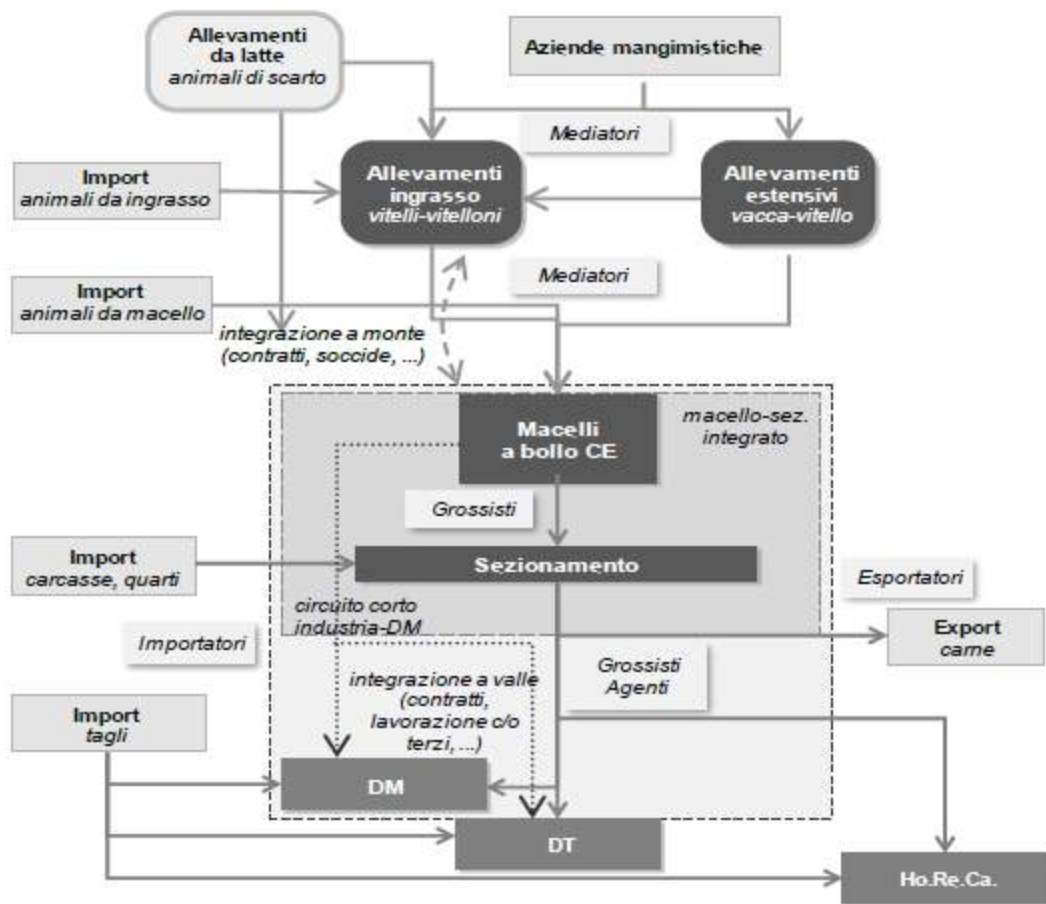 Allevamenti
da latte
animali di scarto
Aziende mangimistiche
Mediatori
Import
animali da ingrasso
Allevamenti
ingrasso
vitelli-vitelloni
Allevamenti
estensivi
vacca-vitello
Mediatori
Import
animali da macello
integrazione a monte
(contratti, soccide, ...)
Macelli
a bollo CE
macello-sez.
integrato
Grossisti
Import
carcasse, quarti
Sezionamento
Esportatori
circuito corto
industria-DM
Importatori
Export
carne
Grossisti
Agenti
integrazione a valle
(contratti,
lavorazione c/o
terzi, ...)
Import
tagli
DM
DT
Ho.Re.Ca.